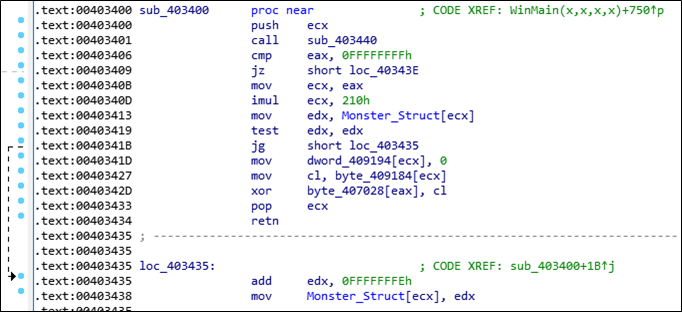 .text:00403400 sub_403400 proc near ; CODE XREF: WinMain(x,x,x,x)+750↑p
.text:00403400 push ecx
.text:00403401 call sub_403440
.text:00403406 cmp eax, 0FFFFFFFFh
.text:00403409 jz short loc_40343E
.text:0040340B mov ecx, eax
.text:0040340D imul ecx, 210h
.text:00403413 mov edx, Monster_Struct[ecx]
.text:00403419 test edx, edx
.text:0040341B jg short loc_403435
.text:0040341D mov dword_409194[ecx], 0
.text:00403427 mov cl, byte_409184[ecx]
.text:0040342D xor byte_407028[eax], cl
.text:00403433 pop ecx
.text:00403434 retn
.text:00403435 ; ---------------------------------------------------------------------------
.text:00403435
.text:00403435 loc_403435: ; CODE XREF: sub_403400+1B↑j
.text:00403435 add edx, 0FFFFFFFEh
.text:00403438 mov Monster_Struct[ecx], edx